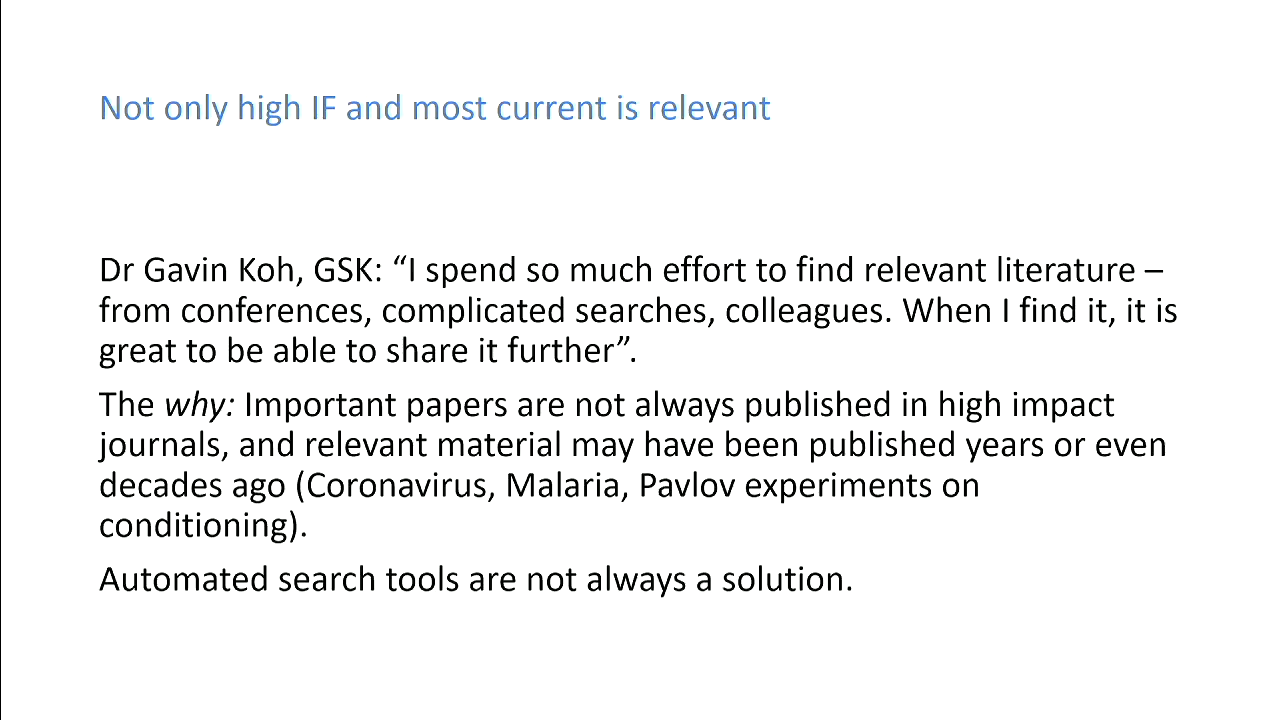 Not only high IF and most current is relevant
Dr Gavin Koh, GSK: “I spend so much effort to find relevant literature –
from conferences, complicated searches, colleagues. When I find it, it is
great to be able to share it further”.
The why: Important papers are not always published in high impact
journals, and relevant material may have been published years or even
decades ago (Coronavirus, Malaria, Pavlov experiments on
conditioning).
Automated search tools are not always a solution.